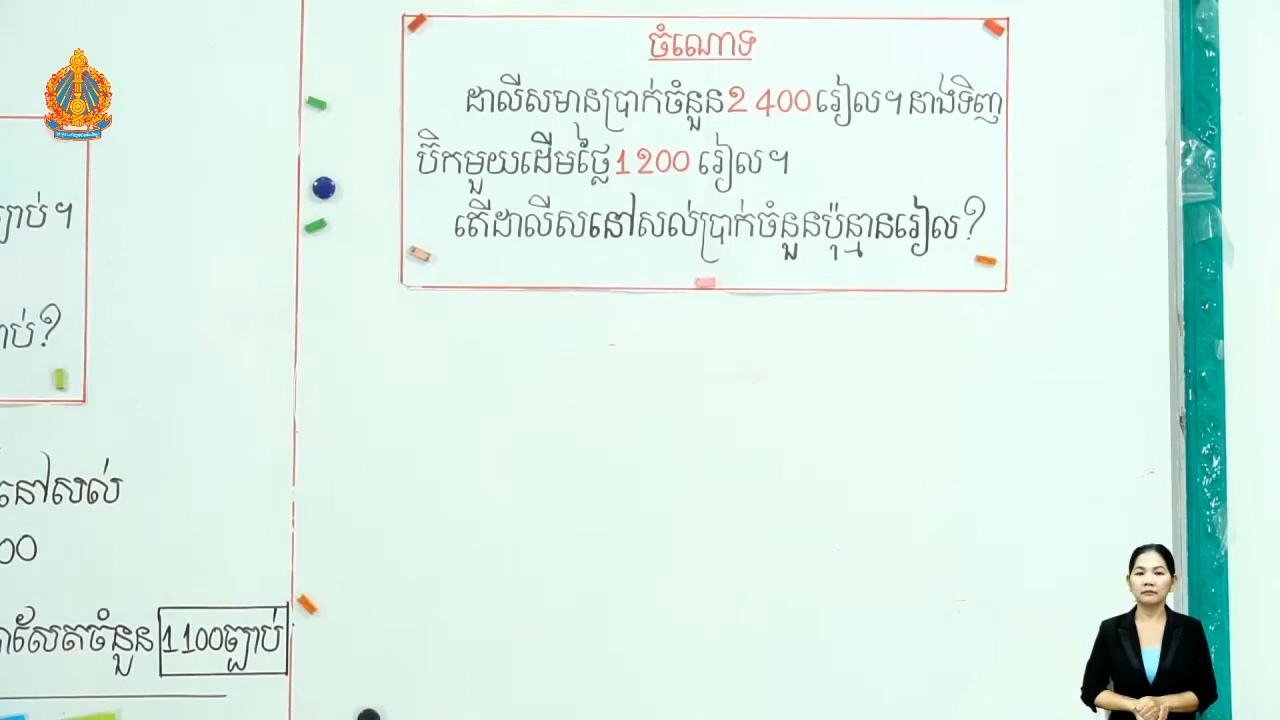 ចំណោទ
ដាលីសមានប្រាក់ចំនួន 2 400 រៀល។ នាងទិញ
ប៊ិកមួយដើមថ្លៃ 1 200 រៀល។
តើដាលីសនៅសល់ប្រាក់ចំនួនប៉ុន្មានរៀល?
នៅសល់
00
សែតចំនួន 1 100ច្បាប់